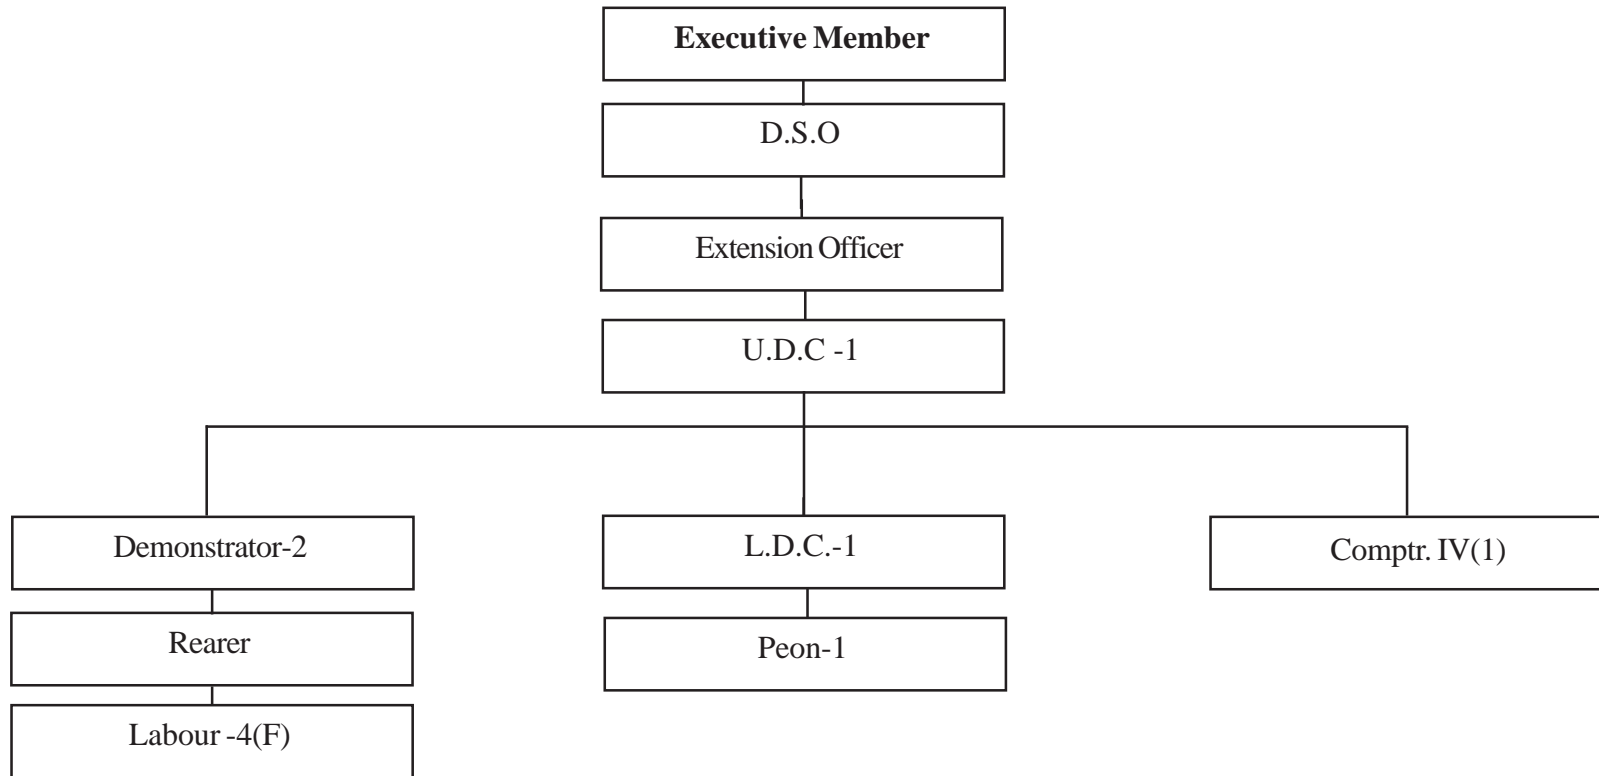 Executive Member
D.S.O
Extension Officer
U.D.C -1
Demonstrator-2
L.D.C.-1
Comptr. IV(1)
Rearer
Peon-1
Labour -4(F)